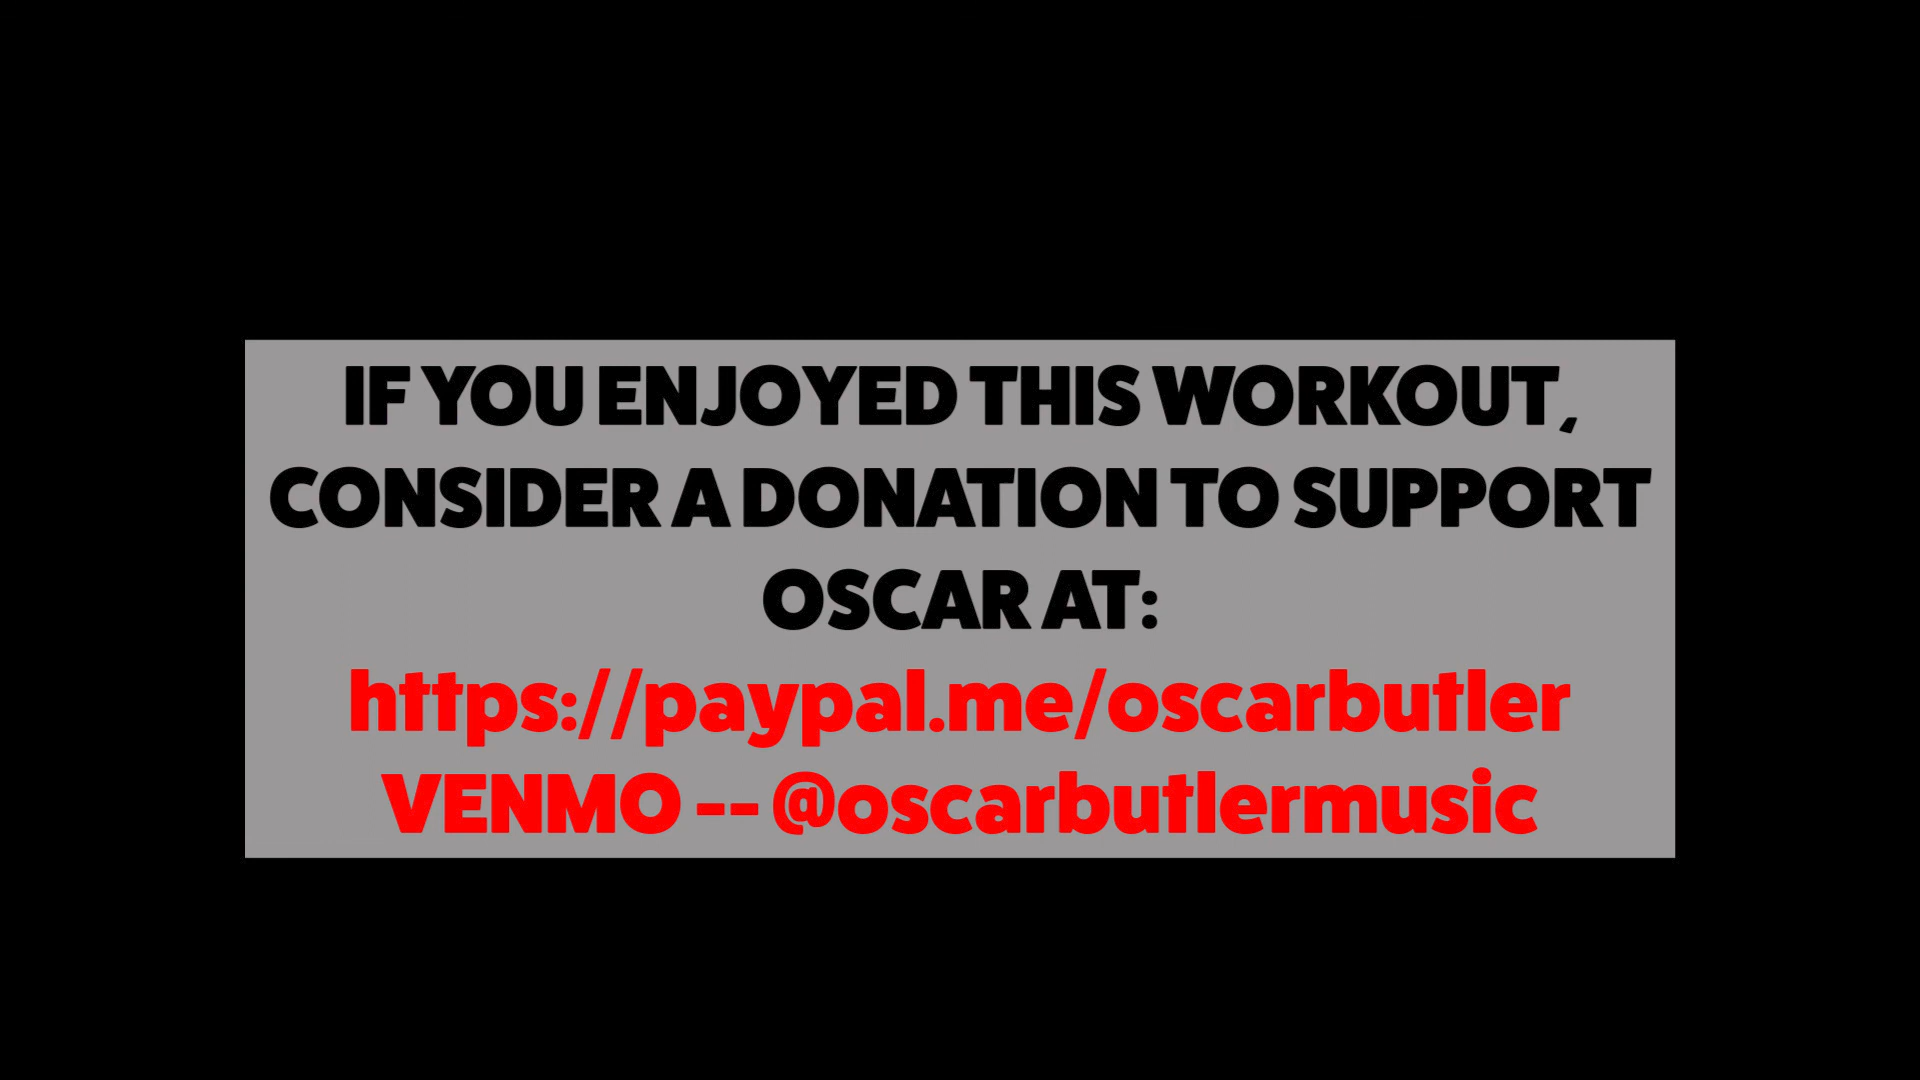 IF YOU ENJOYED THIS WORKOUT,
CONSIDER A DONATION TO SUPPORT
OSCAR AT:
https://paypal.me/oscarbutler
VENMO -- @oscarbutlermusic